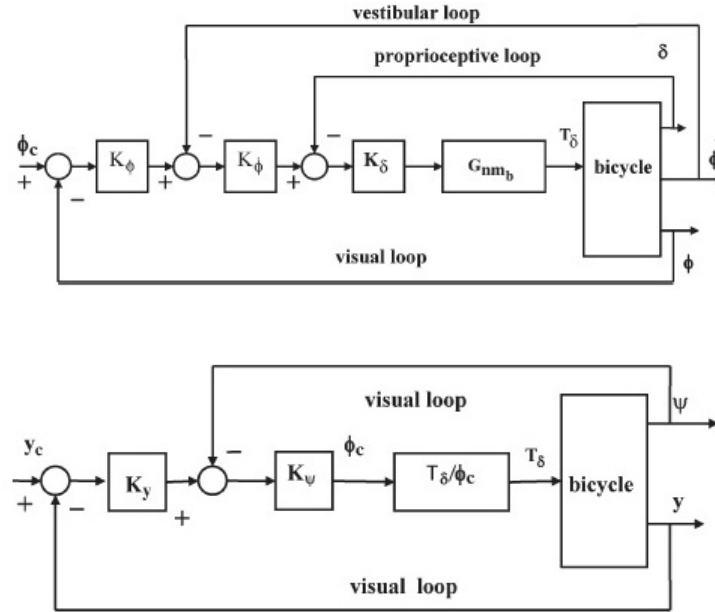 vestibular loop
δ
proprioceptive loop
ϕc
−
−
Kϕ
Kϕ̇
Kδ
Gnmb
Tδ
bicycle
ϕ̇
+
+
+
−
visual loop
ϕ
visual loop
ψ
yc
−
ϕc
Tδ
Ky
Kψ
Tδ/ϕc
bicycle
y
+
−
+
visual loop